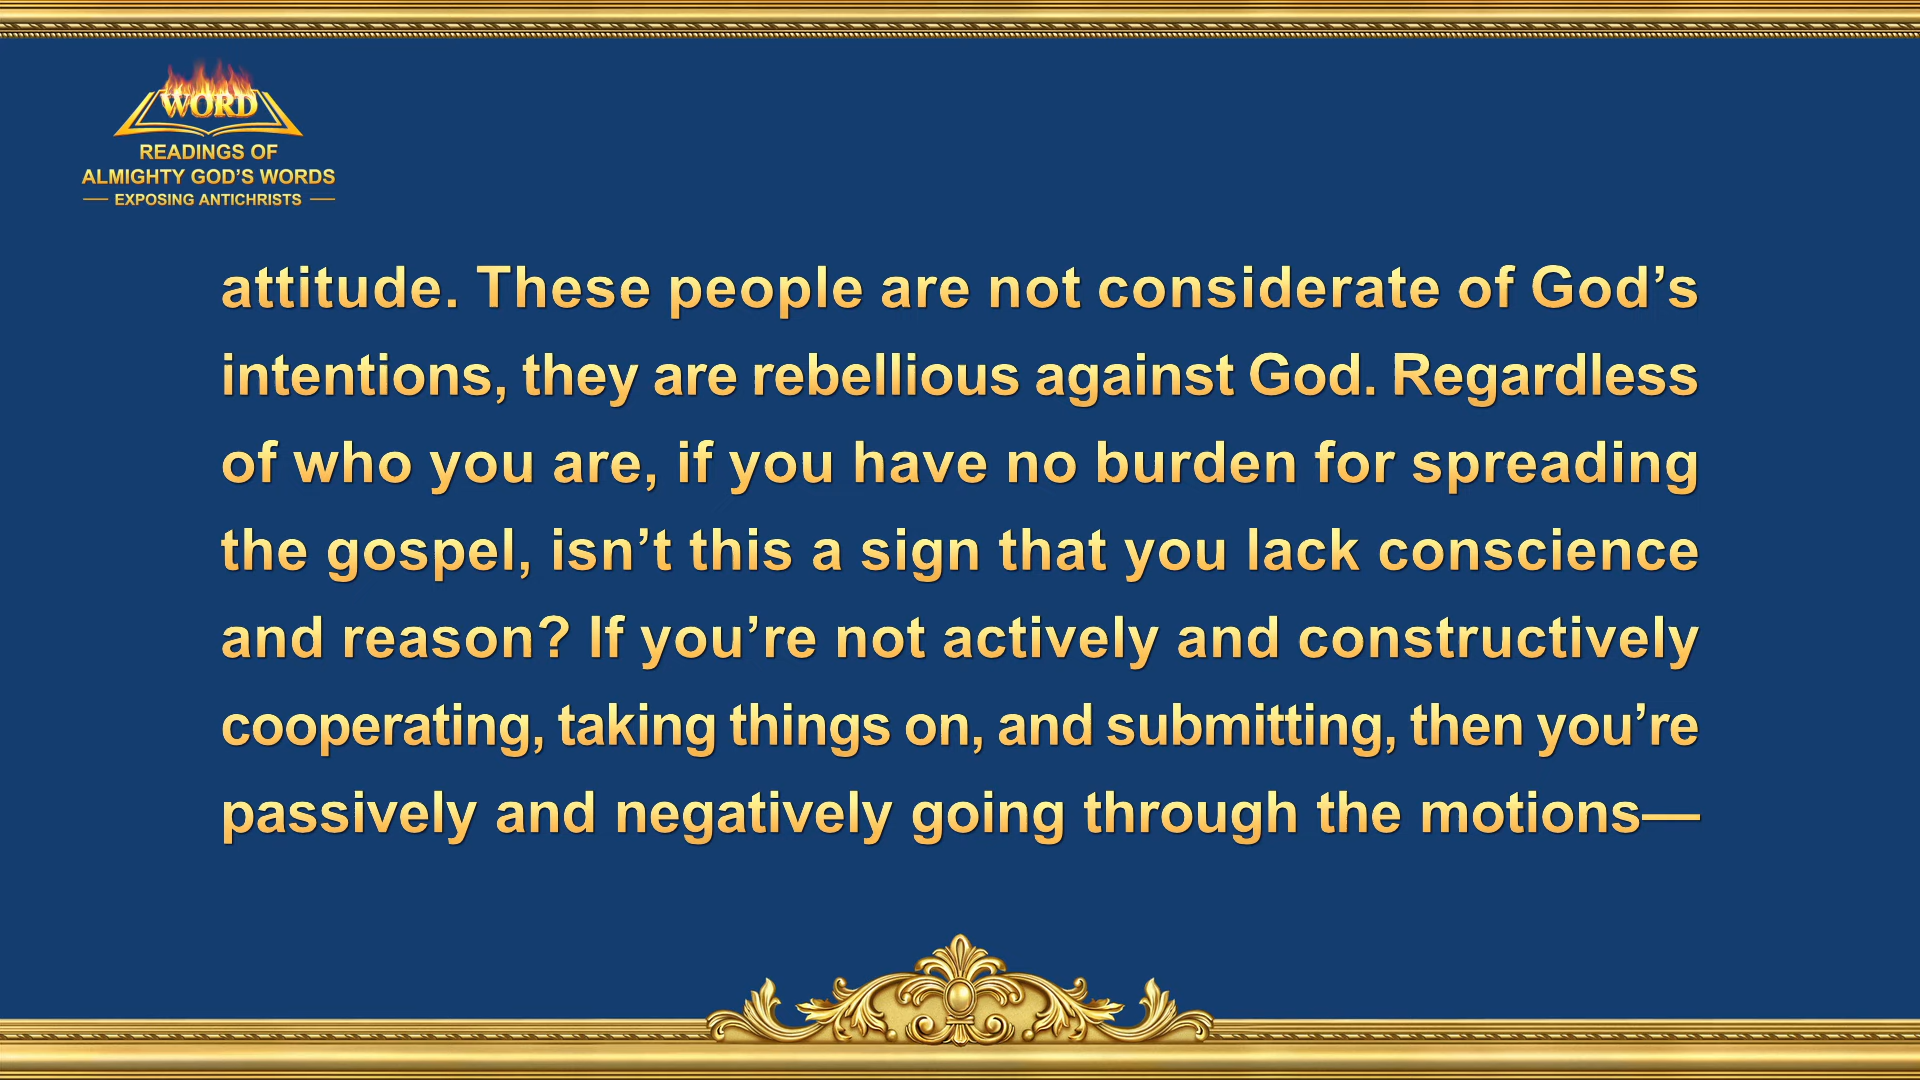 WORD
READINGS OF
ALMIGHTY GOD’S WORDS
EXPOSING ANTICHRISTS
attitude. These people are not considerate of God’s
intentions, they are rebellious against God. Regardless
of who you are, if you have no burden for spreading
the gospel, isn’t this a sign that you lack conscience
and reason? If you’re not actively and constructively
cooperating, taking things on, and submitting, then you’re
passively and negatively going through the motions—